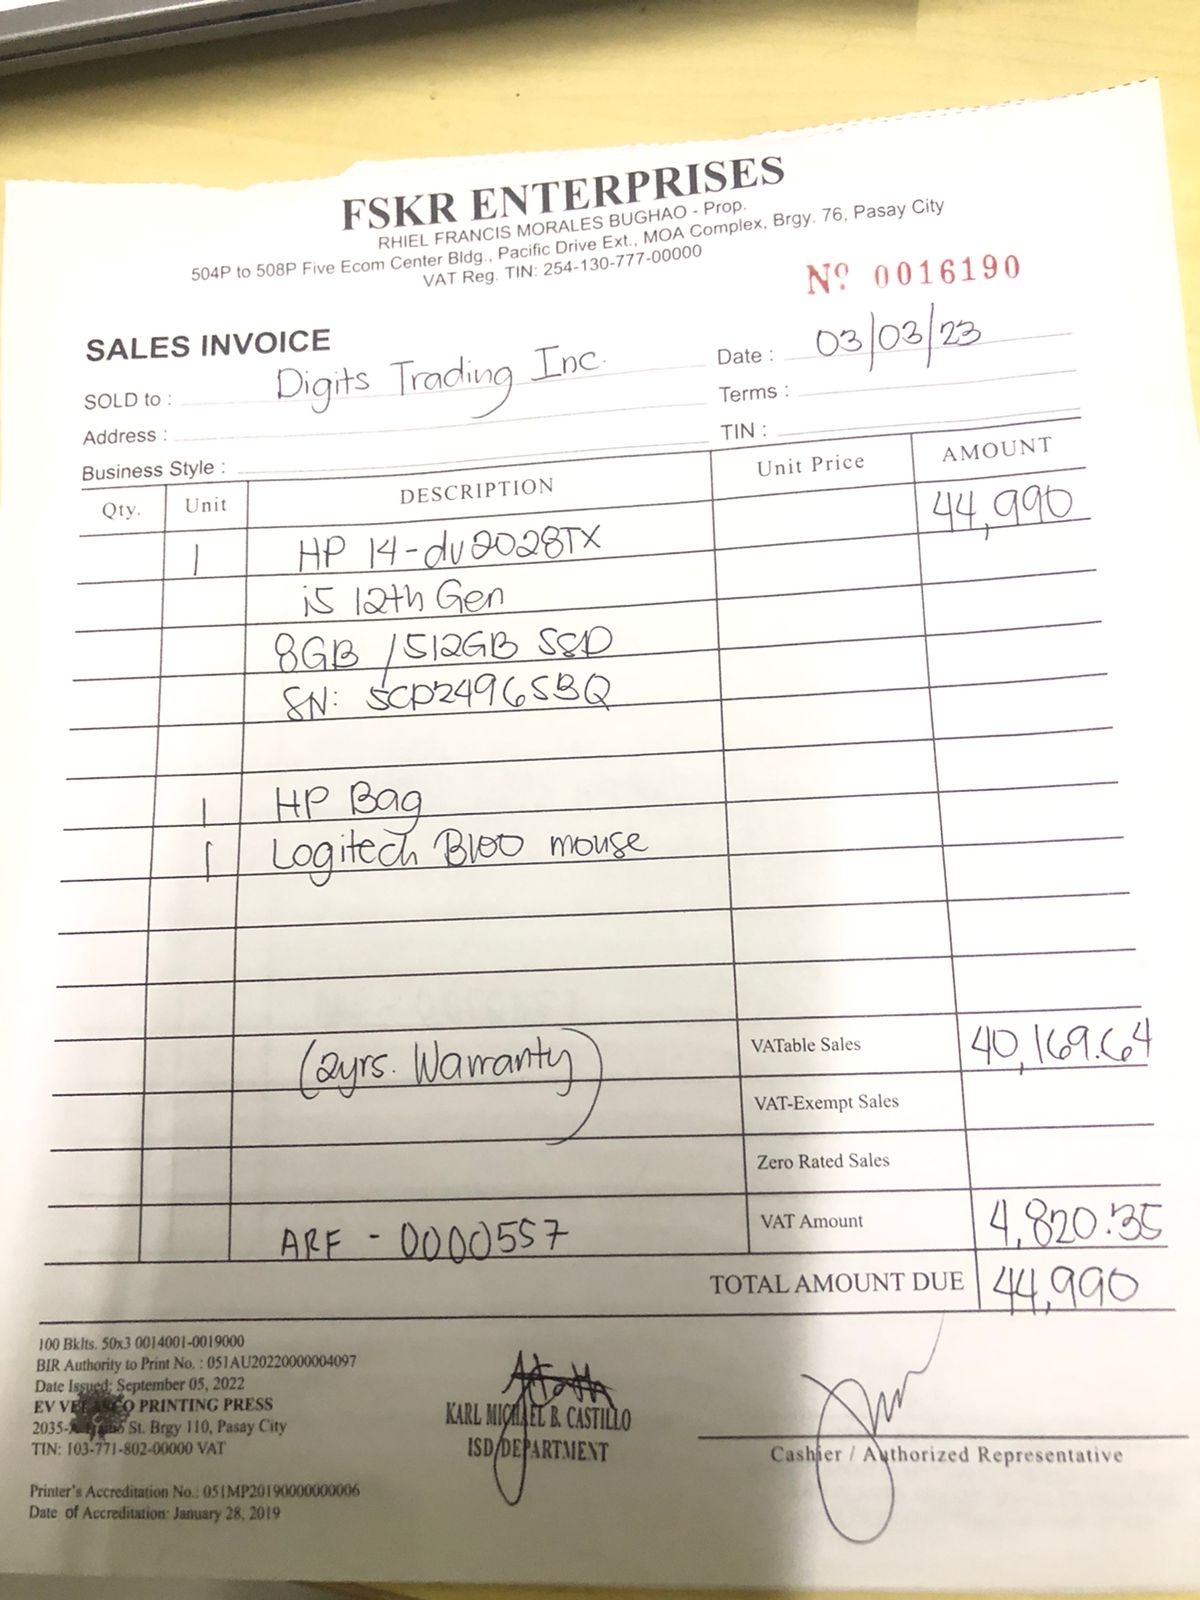 FSKR ENTERPRISES
RHIEL FRANCIS MORALES BUGHAO - Prop.
504P to 508P Five Ecom Center Bldg., Pacific Drive Ext., MOA Complex, Brgy. 76, Pasay City
VAT Reg. TIN: 254-130-777-00000
Nº 0016190
SALES INVOICE
Date : 03/03/23
SOLD to : Digits Trading Inc.
Terms :
Address :
TIN :
Business Style :
Qty. Unit DESCRIPTION Unit Price AMOUNT
1 HP 14-dv2028TX 44,990
i5 12th Gen
8GB /512GB SSD
SN: 5CD24965BQ
1 HP Bag
1 Logitech B100 mouse
(2yrs. Warranty) VATable Sales 40,169.64
VAT-Exempt Sales
Zero Rated Sales
ARF - 0000557 VAT Amount 4,820.35
TOTAL AMOUNT DUE 44,990
100 Bklts. 50x3 0014001-0019000
BIR Authority to Print No. : 051AU20220000004097
Date Issued: September 05, 2022
EV VELASCO PRINTING PRESS
2035-A St. Brgy 110, Pasay City
TIN: 103-771-802-00000 VAT
Printer's Accreditation No.: 051MP20190000000006
Date of Accreditation: January 28, 2019
KARL MICHAEL B. CASTILLO
ISD/DEPARTMENT
Cashier / Authorized Representative